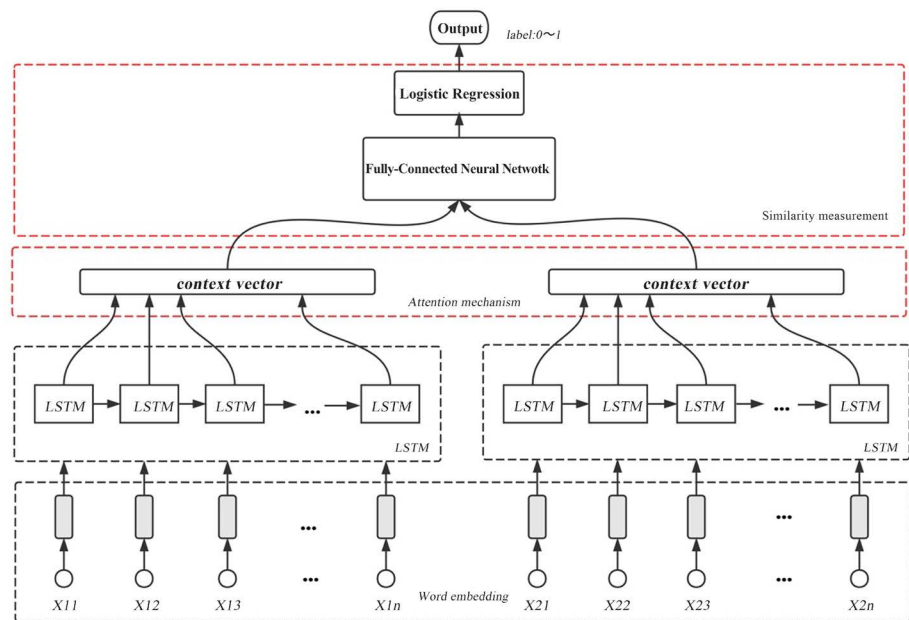 Output
label:0～1
Logistic Regression
Fully-Connected Neural Netwotk
Similarity measurement
context vector
context vector
Attention mechanism
LSTM LSTM LSTM ... LSTM
LSTM
LSTM LSTM LSTM ... LSTM
LSTM
...
...
...
...
X11 X12 X13 X1n
Word embedding
X21 X22 X23 X2n